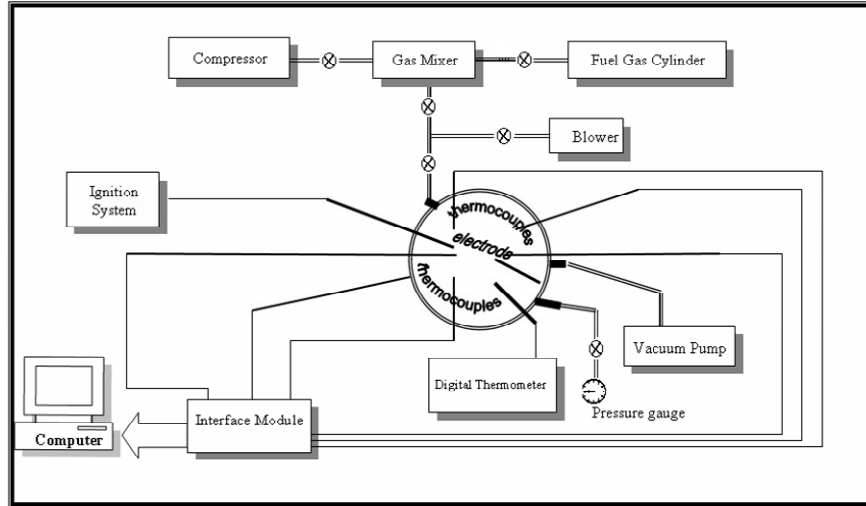 Compressor
Gas Mixer
Fuel Gas Cylinder
Blower
Ignition
System
thermocouples
electrode
thermocouples
Vacuum Pump
Digital Thermometer
Pressure gauge
Interface Module
Computer